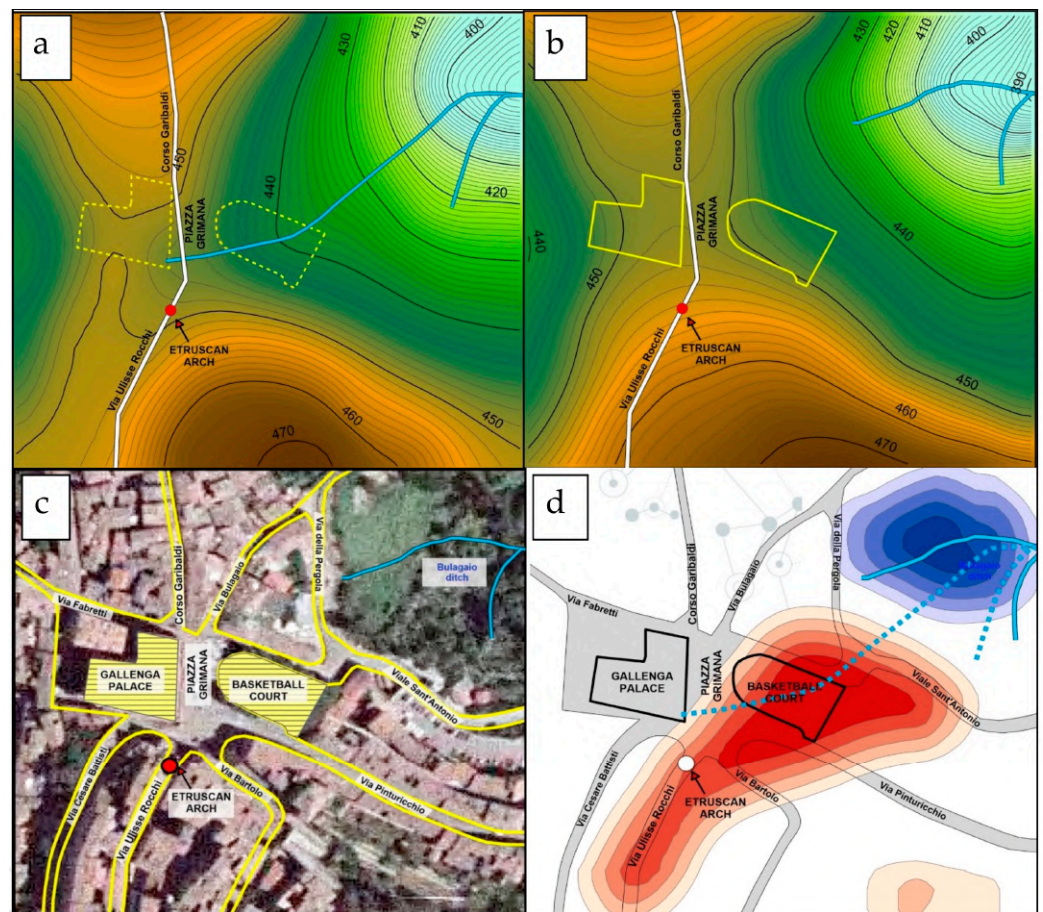 a
430
410
400
Corso Garibaldi
450
440
420
PIAZZA
GRIMANA
ETRUSCAN
ARCH
Via Ulisse Rocchi
460
450
470
b
430
420
410
400
390
Corso Garibaldi
PIAZZA
GRIMANA
440
440
450
ETRUSCAN
ARCH
Via Ulisse Rocchi
450
460
470
c
Via Fabretti
Corso Garibaldi
Via Bulagaio
Via della Pergola
Bulagaio
ditch
GALLENGA
PALACE
PIAZZA
GRIMANA
BASKETBALL
COURT
Viale Sant'Antonio
Via Cesare Battisti
Via Ulisse Rocchi
ETRUSCAN
ARCH
Via Bartolo
Via Pinturicchio
d
Via Fabretti
Corso Garibaldi
Via Bulagaio
Via della Pergola
Bulagaio
ditch
GALLENGA
PALACE
PIAZZA
GRIMANA
BASKETBALL
COURT
Viale Sant'Antonio
Via Cesare Battisti
Via Ulisse Rocchi
ETRUSCAN
ARCH
Via Bartolo
Via Pinturicchio